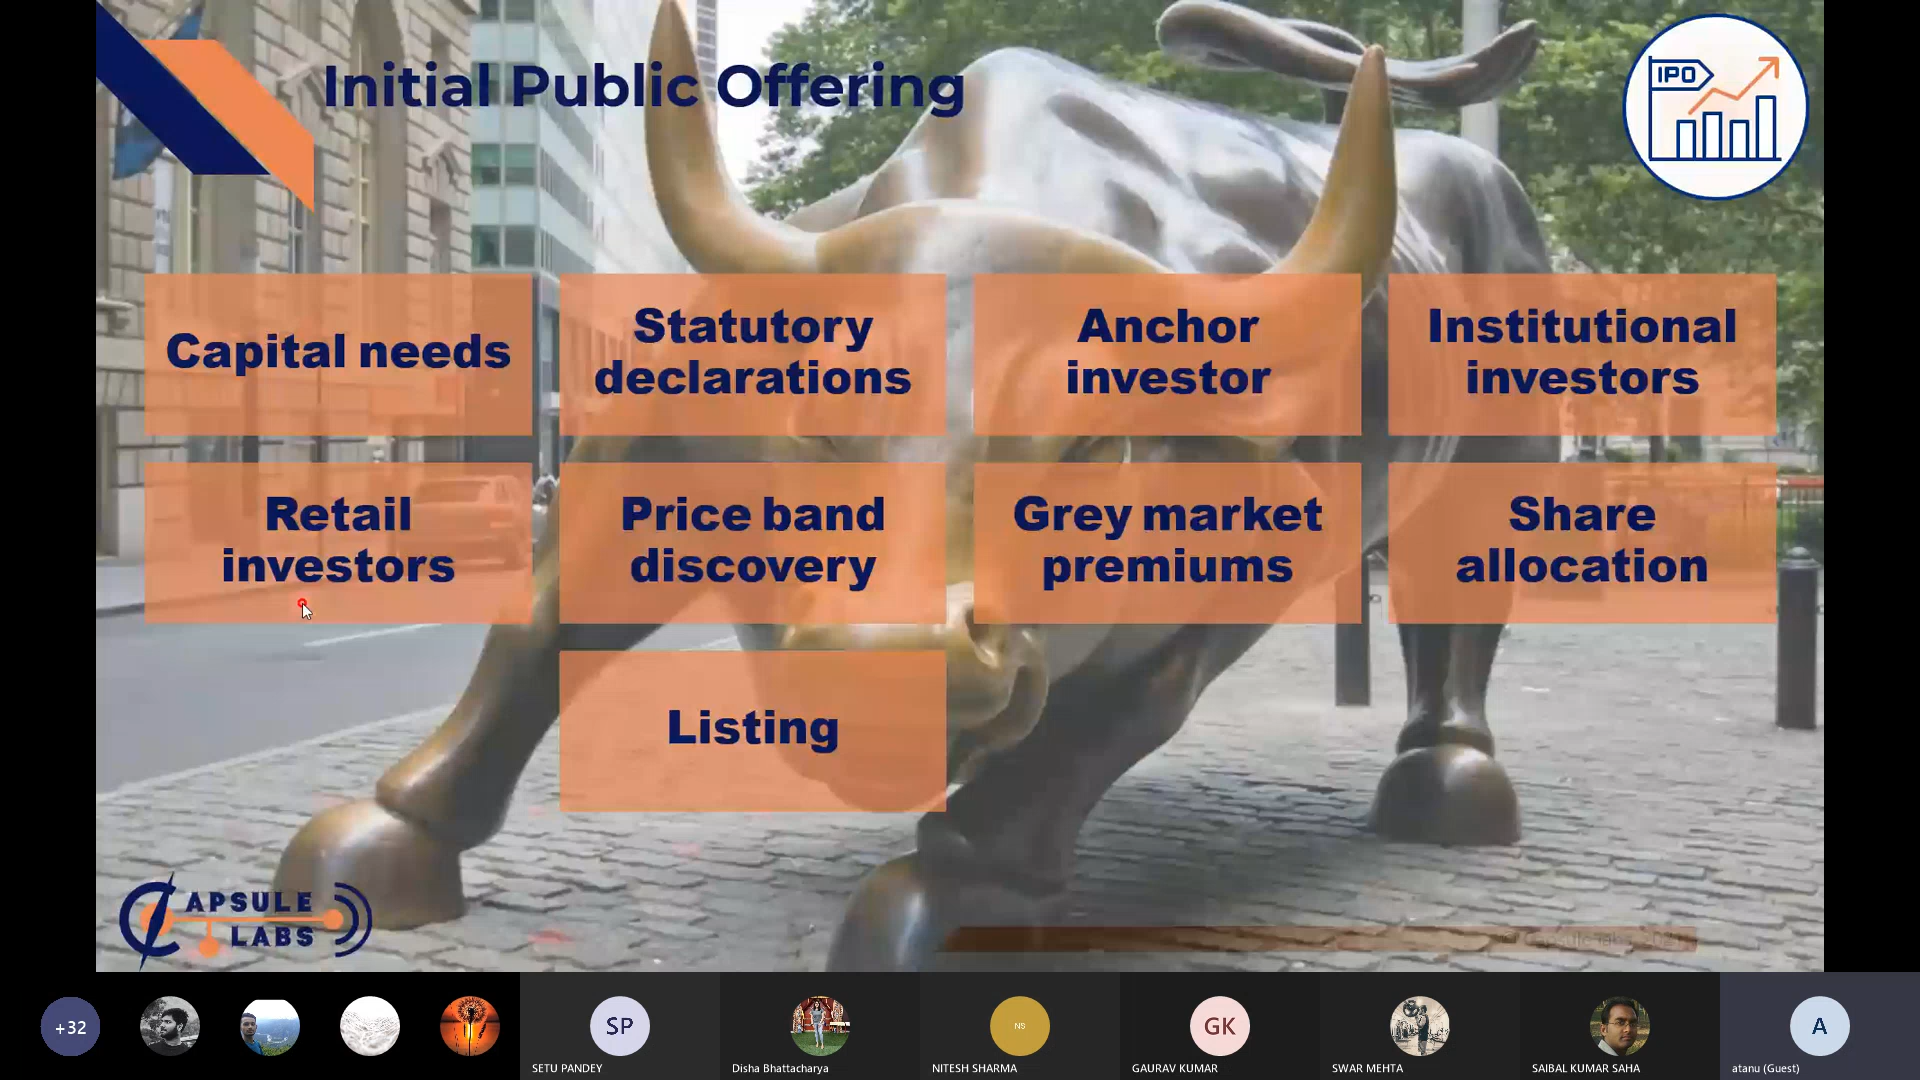 Initial Public Offering
IPO
Capital needs
Statutory
declarations
Anchor
investor
Institutional
investors
Retail
investors
Price band
discovery
Grey market
premiums
Share
allocation
Listing
CAPSULE
LABS
+32
SP
NS
GK
A
SETU PANDEY
Disha Bhattacharya
NITESH SHARMA
GAURAV KUMAR
SWAR MEHTA
SAIBAL KUMAR SAHA
atanu (Guest)